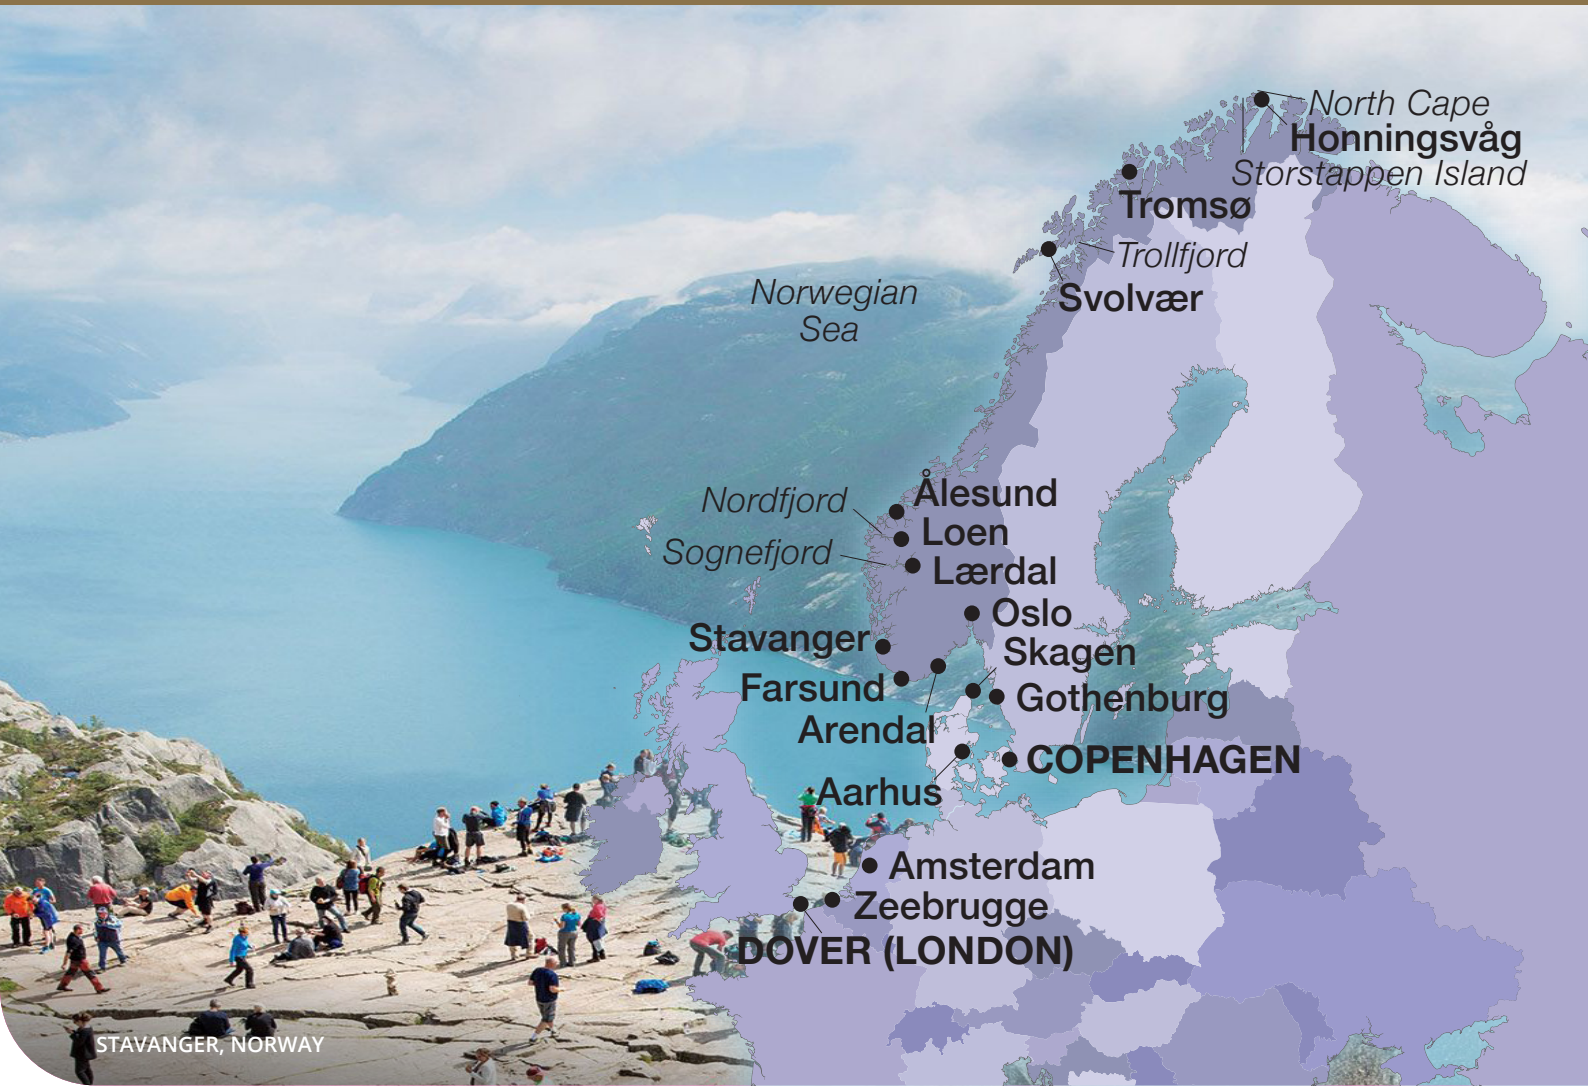 North Cape
Honningsvåg
Storstappen Island
Tromsø
Trollfjord
Svolvær
Norwegian
Sea
Ålesund
Nordfjord
Loen
Sognefjord
Lærdal
Oslo
Stavanger
Skagen
Farsund
Gothenburg
Arendal
COPENHAGEN
Aarhus
Amsterdam
Zeebrugge
DOVER (LONDON)
STAVANGER, NORWAY